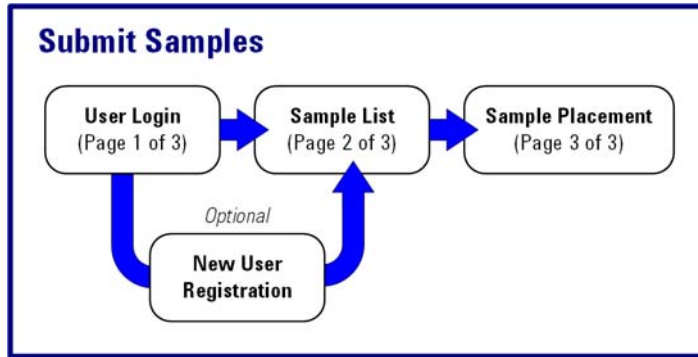 Submit Samples
User Login
(Page 1 of 3)
Sample List
(Page 2 of 3)
Sample Placement
(Page 3 of 3)
Optional
New User
Registration